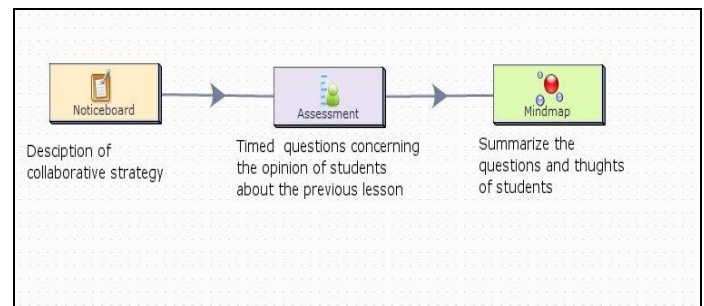 Noticeboard
Desciption of
collaborative strategy
Assessment
Timed questions concerning
the opinion of students
about the previous lesson
Mindmap
Summarize the
questions and thughts
of students